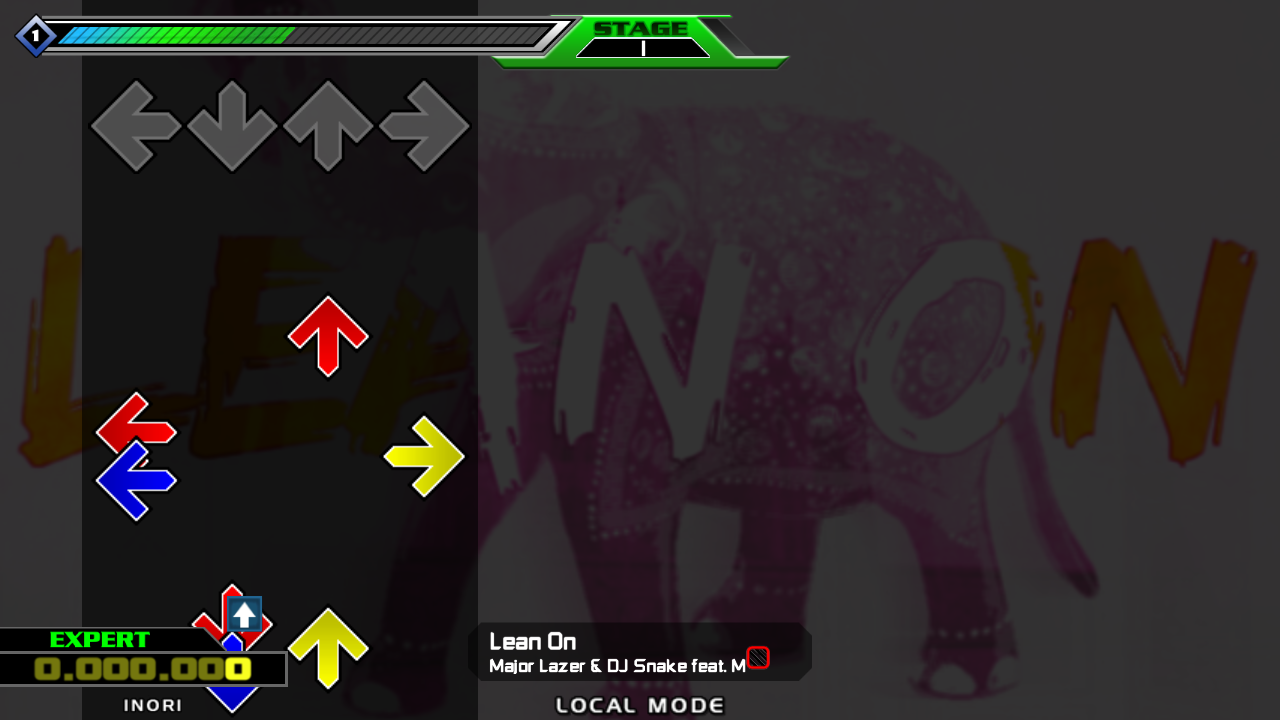 1
STAGE
1
LEAN ON
EXPERT
0.000.000
Lean On
Major Lazer & DJ Snake feat. M
INORI
LOCAL MODE